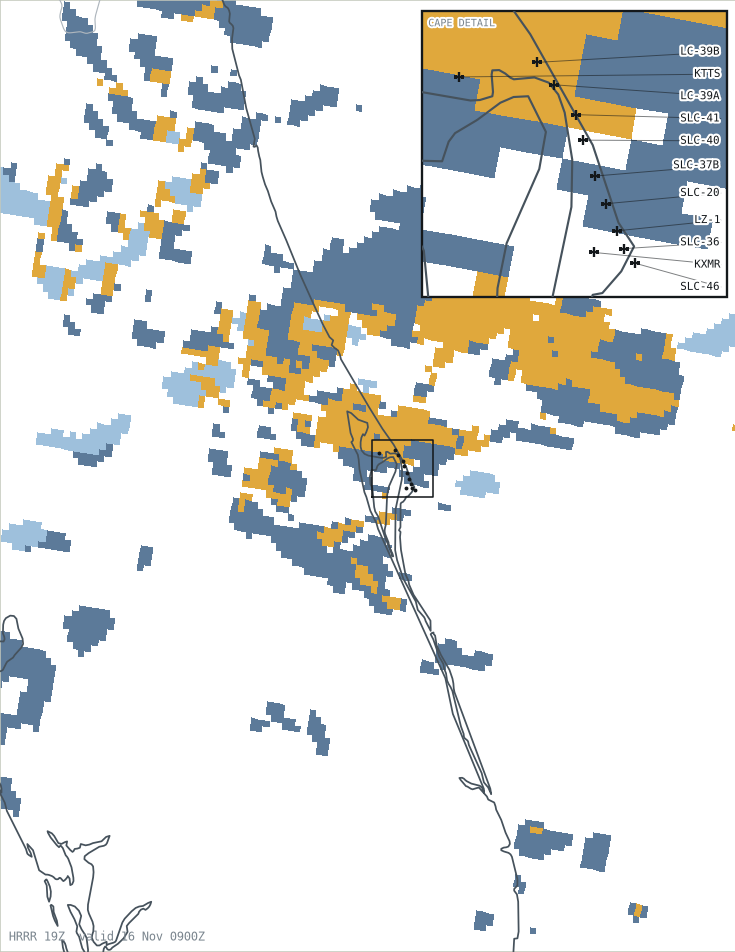 CAPE DETAIL
LC-39B
KTTS
LC-39A
SLC-41
SLC-40
SLC-37B
SLC-20
LZ-1
SLC-36
KXMR
SLC-46
HRRR 19Z  valid 16 Nov 0900Z